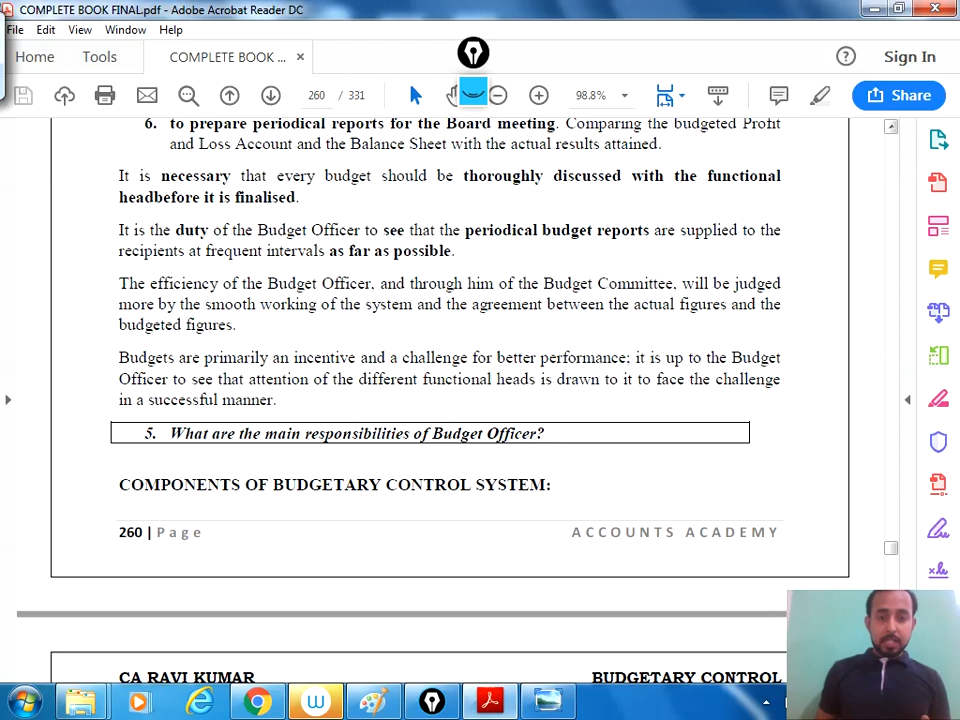 COMPLETE BOOK FINAL.pdf - Adobe Acrobat Reader DC
File Edit View Window Help
Home Tools COMPLETE BOOK ... × Sign In
260 / 331 98.8% Share
6. to prepare periodical reports for the Board meeting. Comparing the budgeted Profit
and Loss Account and the Balance Sheet with the actual results attained.
It is necessary that every budget should be thoroughly discussed with the functional
headbefore it is finalised.
It is the duty of the Budget Officer to see that the periodical budget reports are supplied to the
recipients at frequent intervals as far as possible.
The efficiency of the Budget Officer, and through him of the Budget Committee, will be judged
more by the smooth working of the system and the agreement between the actual figures and the
budgeted figures.
Budgets are primarily an incentive and a challenge for better performance; it is up to the Budget
Officer to see that attention of the different functional heads is drawn to it to face the challenge
in a successful manner.
5. What are the main responsibilities of Budget Officer?
COMPONENTS OF BUDGETARY CONTROL SYSTEM:
260 | Page ACCOUNTS ACADEMY
CA RAVI KUMAR BUDGETARY CONTROL